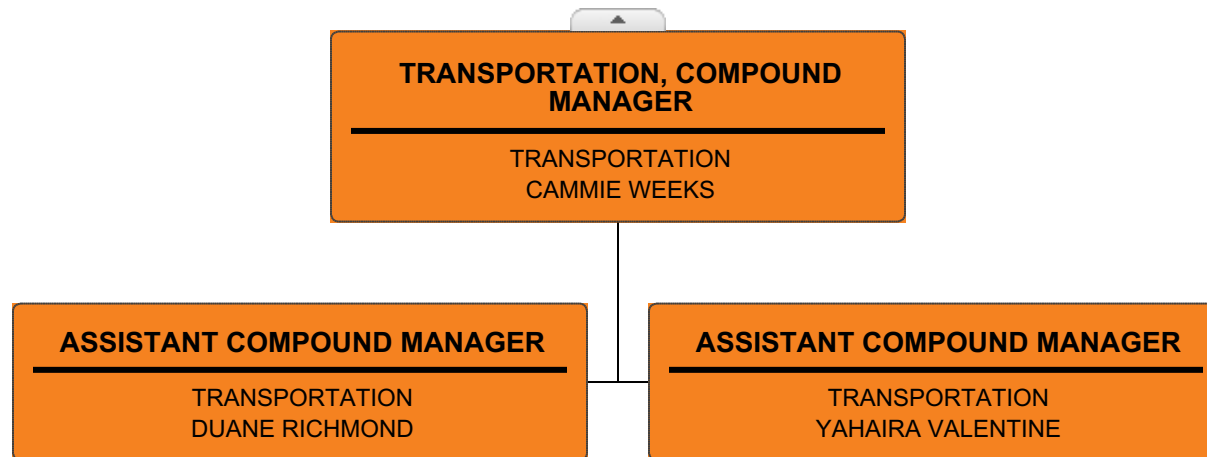 TRANSPORTATION, COMPOUND
MANAGER
TRANSPORTATION
CAMMIE WEEKS
ASSISTANT COMPOUND MANAGER
TRANSPORTATION
DUANE RICHMOND
ASSISTANT COMPOUND MANAGER
TRANSPORTATION
YAHAIRA VALENTINE